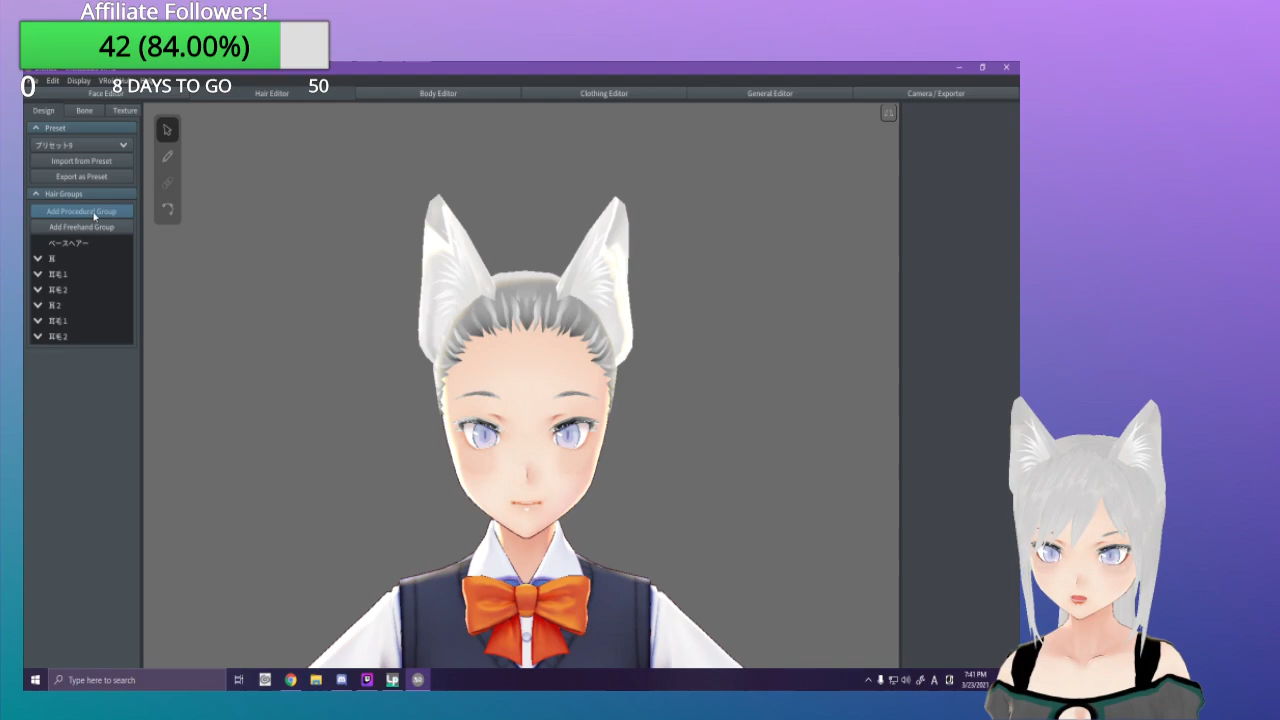 Affiliate Followers!
42 (84.00%)
0
8 DAYS TO GO
50
Edit
Display
Face Editor
Hair Editor
Body Editor
Clothing Editor
General Editor
Camera / Exporter
Design
Bone
Texture
Preset
プリセット9
Import from Preset
Export as Preset
Hair Groups
Add Procedural Group
Add Freehand Group
ベースヘアー
耳
耳毛1
耳毛2
耳2
耳毛1
耳毛2
Type here to search
7:41 PM
3/23/2021